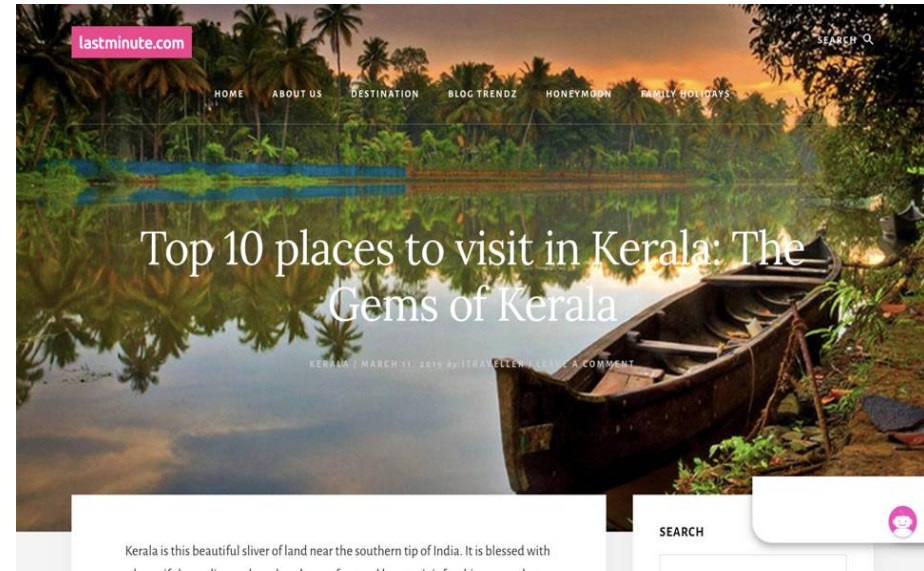 lastminute.com
SEARCH
HOME ABOUT US DESTINATION BLOG TRENDZ HONEYMOON FAMILY HOLIDAYS
Top 10 places to visit in Kerala: The
Gems of Kerala
KERALA / MARCH 11, 2015 by ITRAVELLER / LEAVE A COMMENT
Kerala is this beautiful sliver of land near the southern tip of India. It is blessed with
SEARCH